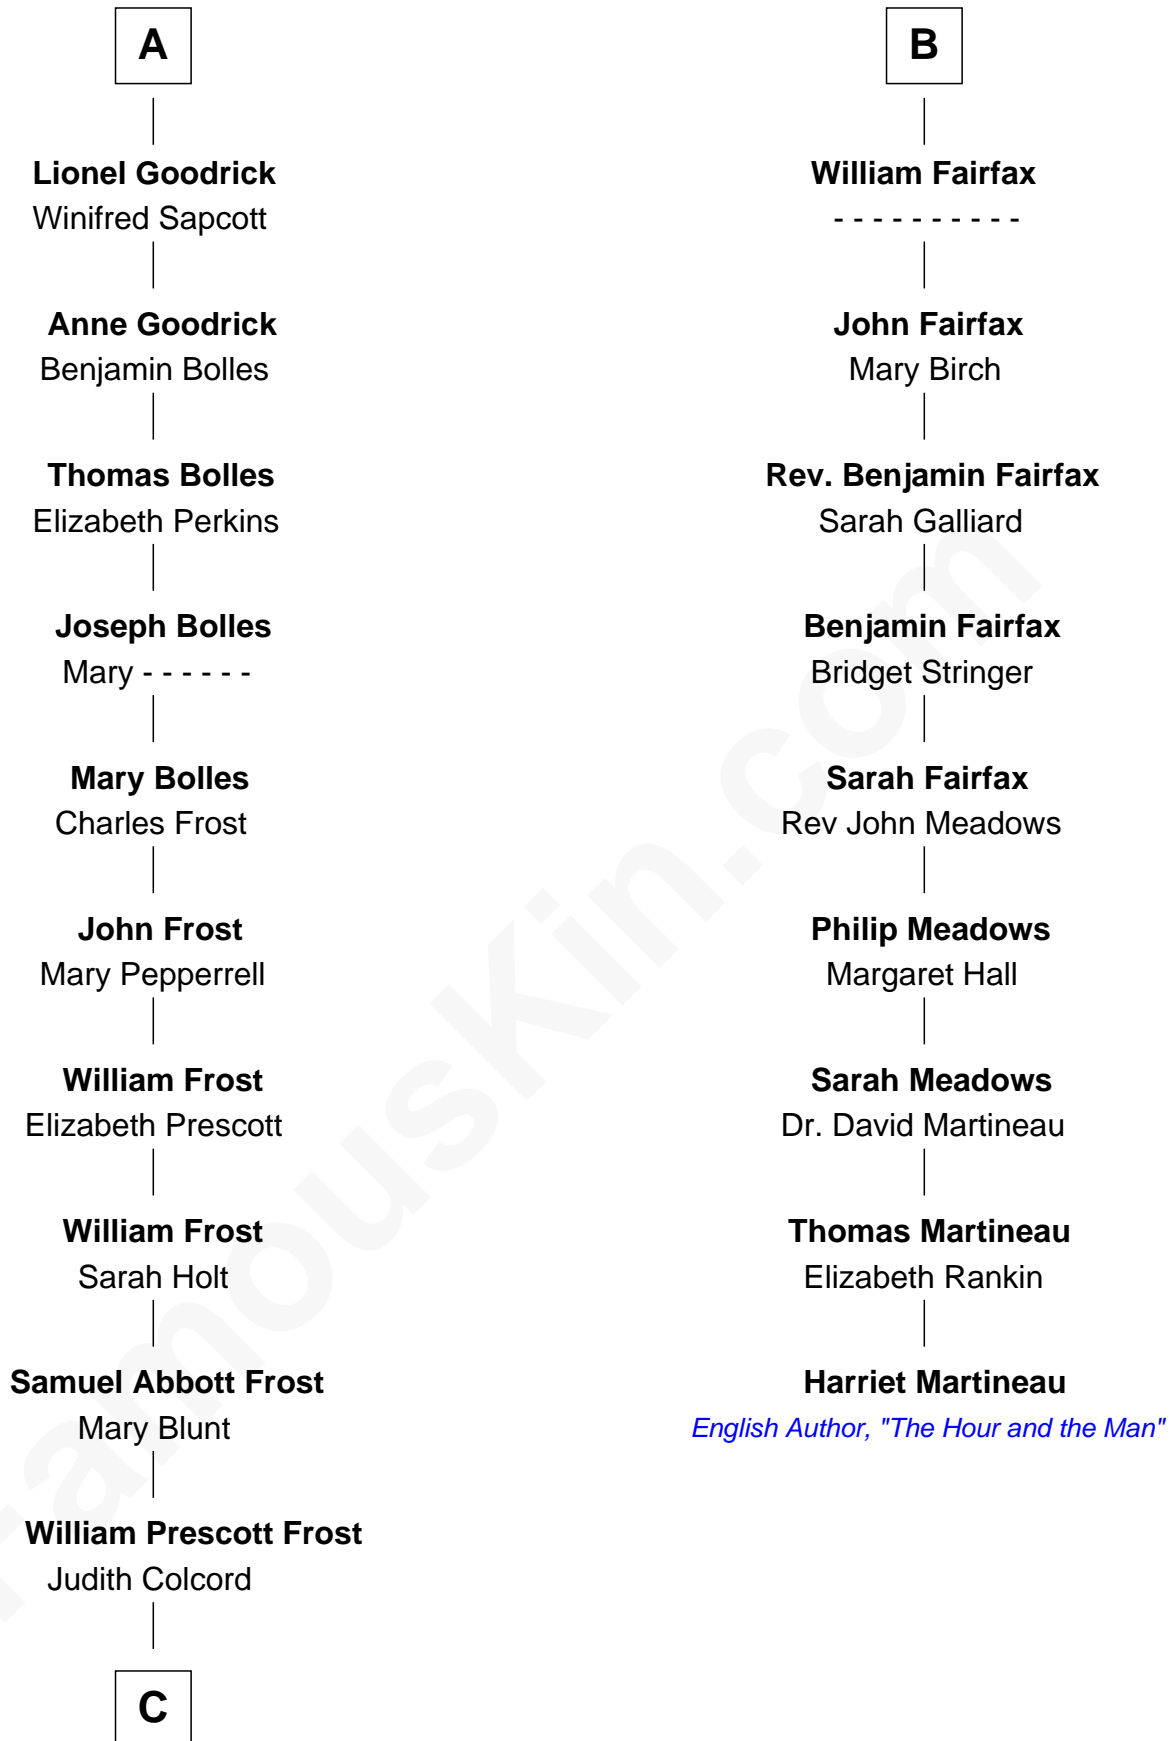 A
Lionel Goodrick
Winifred Sapcott
Anne Goodrick
Benjamin Bolles
Thomas Bolles
Elizabeth Perkins
Joseph Bolles
Mary - - - - - -
Mary Bolles
Charles Frost
John Frost
Mary Pepperrell
William Frost
Elizabeth Prescott
William Frost
Sarah Holt
Samuel Abbott Frost
Mary Blunt
William Prescott Frost
Judith Colcord
C
B
William Fairfax
- - - - - - - - - -
John Fairfax
Mary Birch
Rev. Benjamin Fairfax
Sarah Galliard
Benjamin Fairfax
Bridget Stringer
Sarah Fairfax
Rev John Meadows
Philip Meadows
Margaret Hall
Sarah Meadows
Dr. David Martineau
Thomas Martineau
Elizabeth Rankin
Harriet Martineau
English Author, "The Hour and the Man"
FamousKin.com